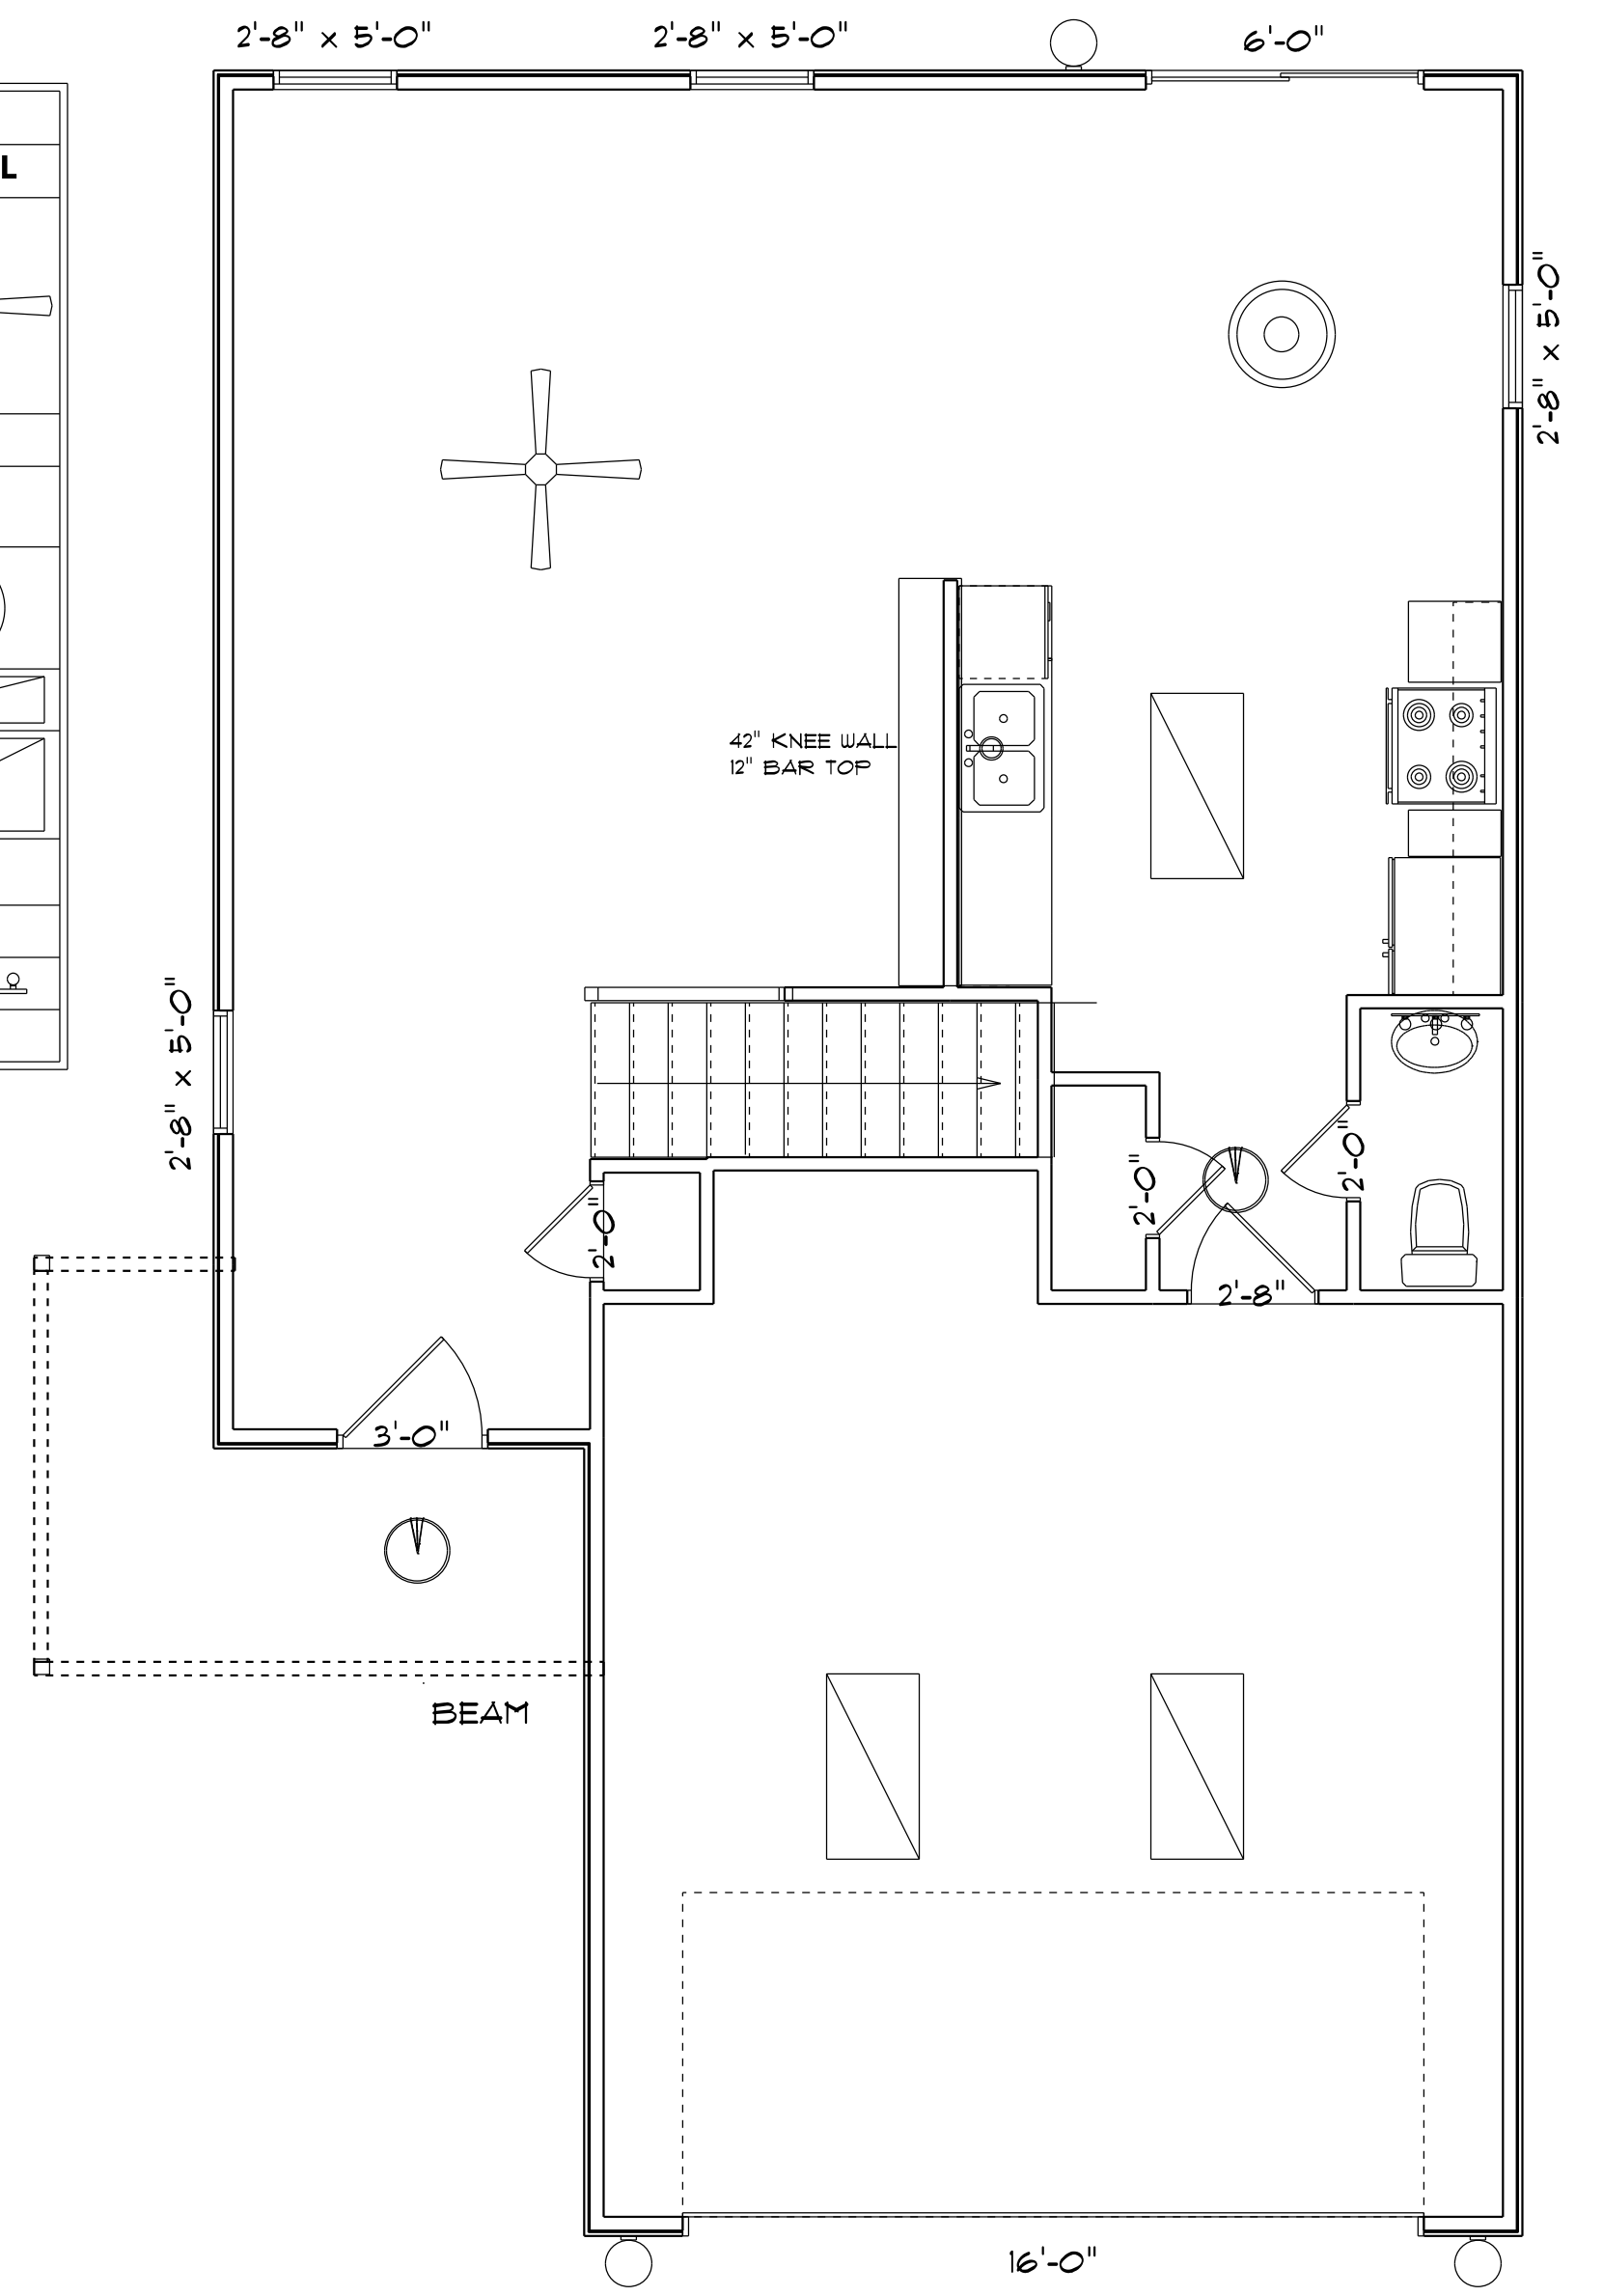 2'-8" x 5'-0"
2'-8" x 5'-0"
6'-0"
L
2'-8" x 5'-0"
42" KNEE WALL
12" BAR TOP
2'-8" x 5'-0"
2'-0"
2'-0"
2'-0"
2'-8"
3'-0"
BEAM
16'-0"